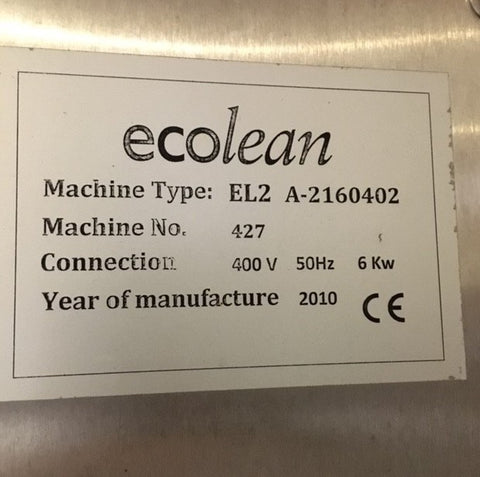 ecolean
Machine Type: EL2 A-2160402
Machine No. 427
Connection 400 V 50Hz 6 Kw
Year of manufacture 2010 CE